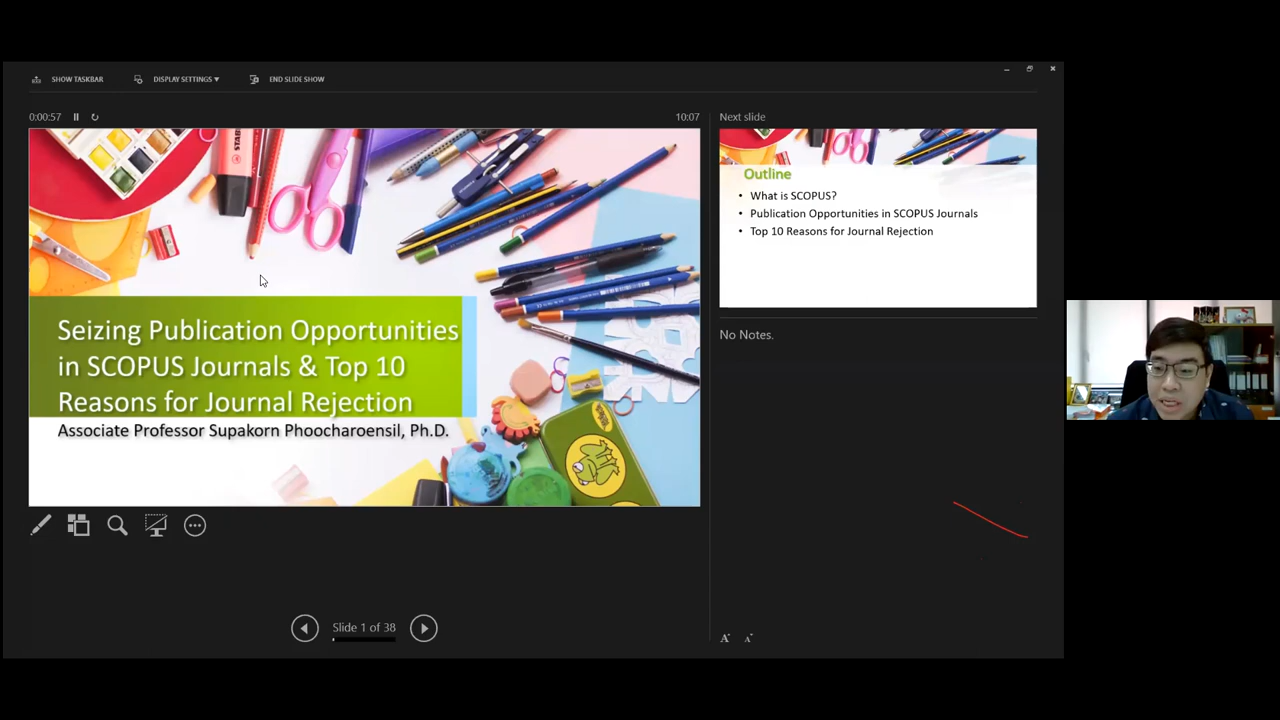 SHOW TASKBAR
DISPLAY SETTINGS ▾
END SLIDE SHOW
0:00:57
10:07
STAB
Seizing Publication Opportunities
in SCOPUS Journals & Top 10
Reasons for Journal Rejection
Associate Professor Supakorn Phoocharoensil, Ph.D.
Slide 1 of 38
Next slide
Outline
• What is SCOPUS?
• Publication Opportunities in SCOPUS Journals
• Top 10 Reasons for Journal Rejection
No Notes.
A A